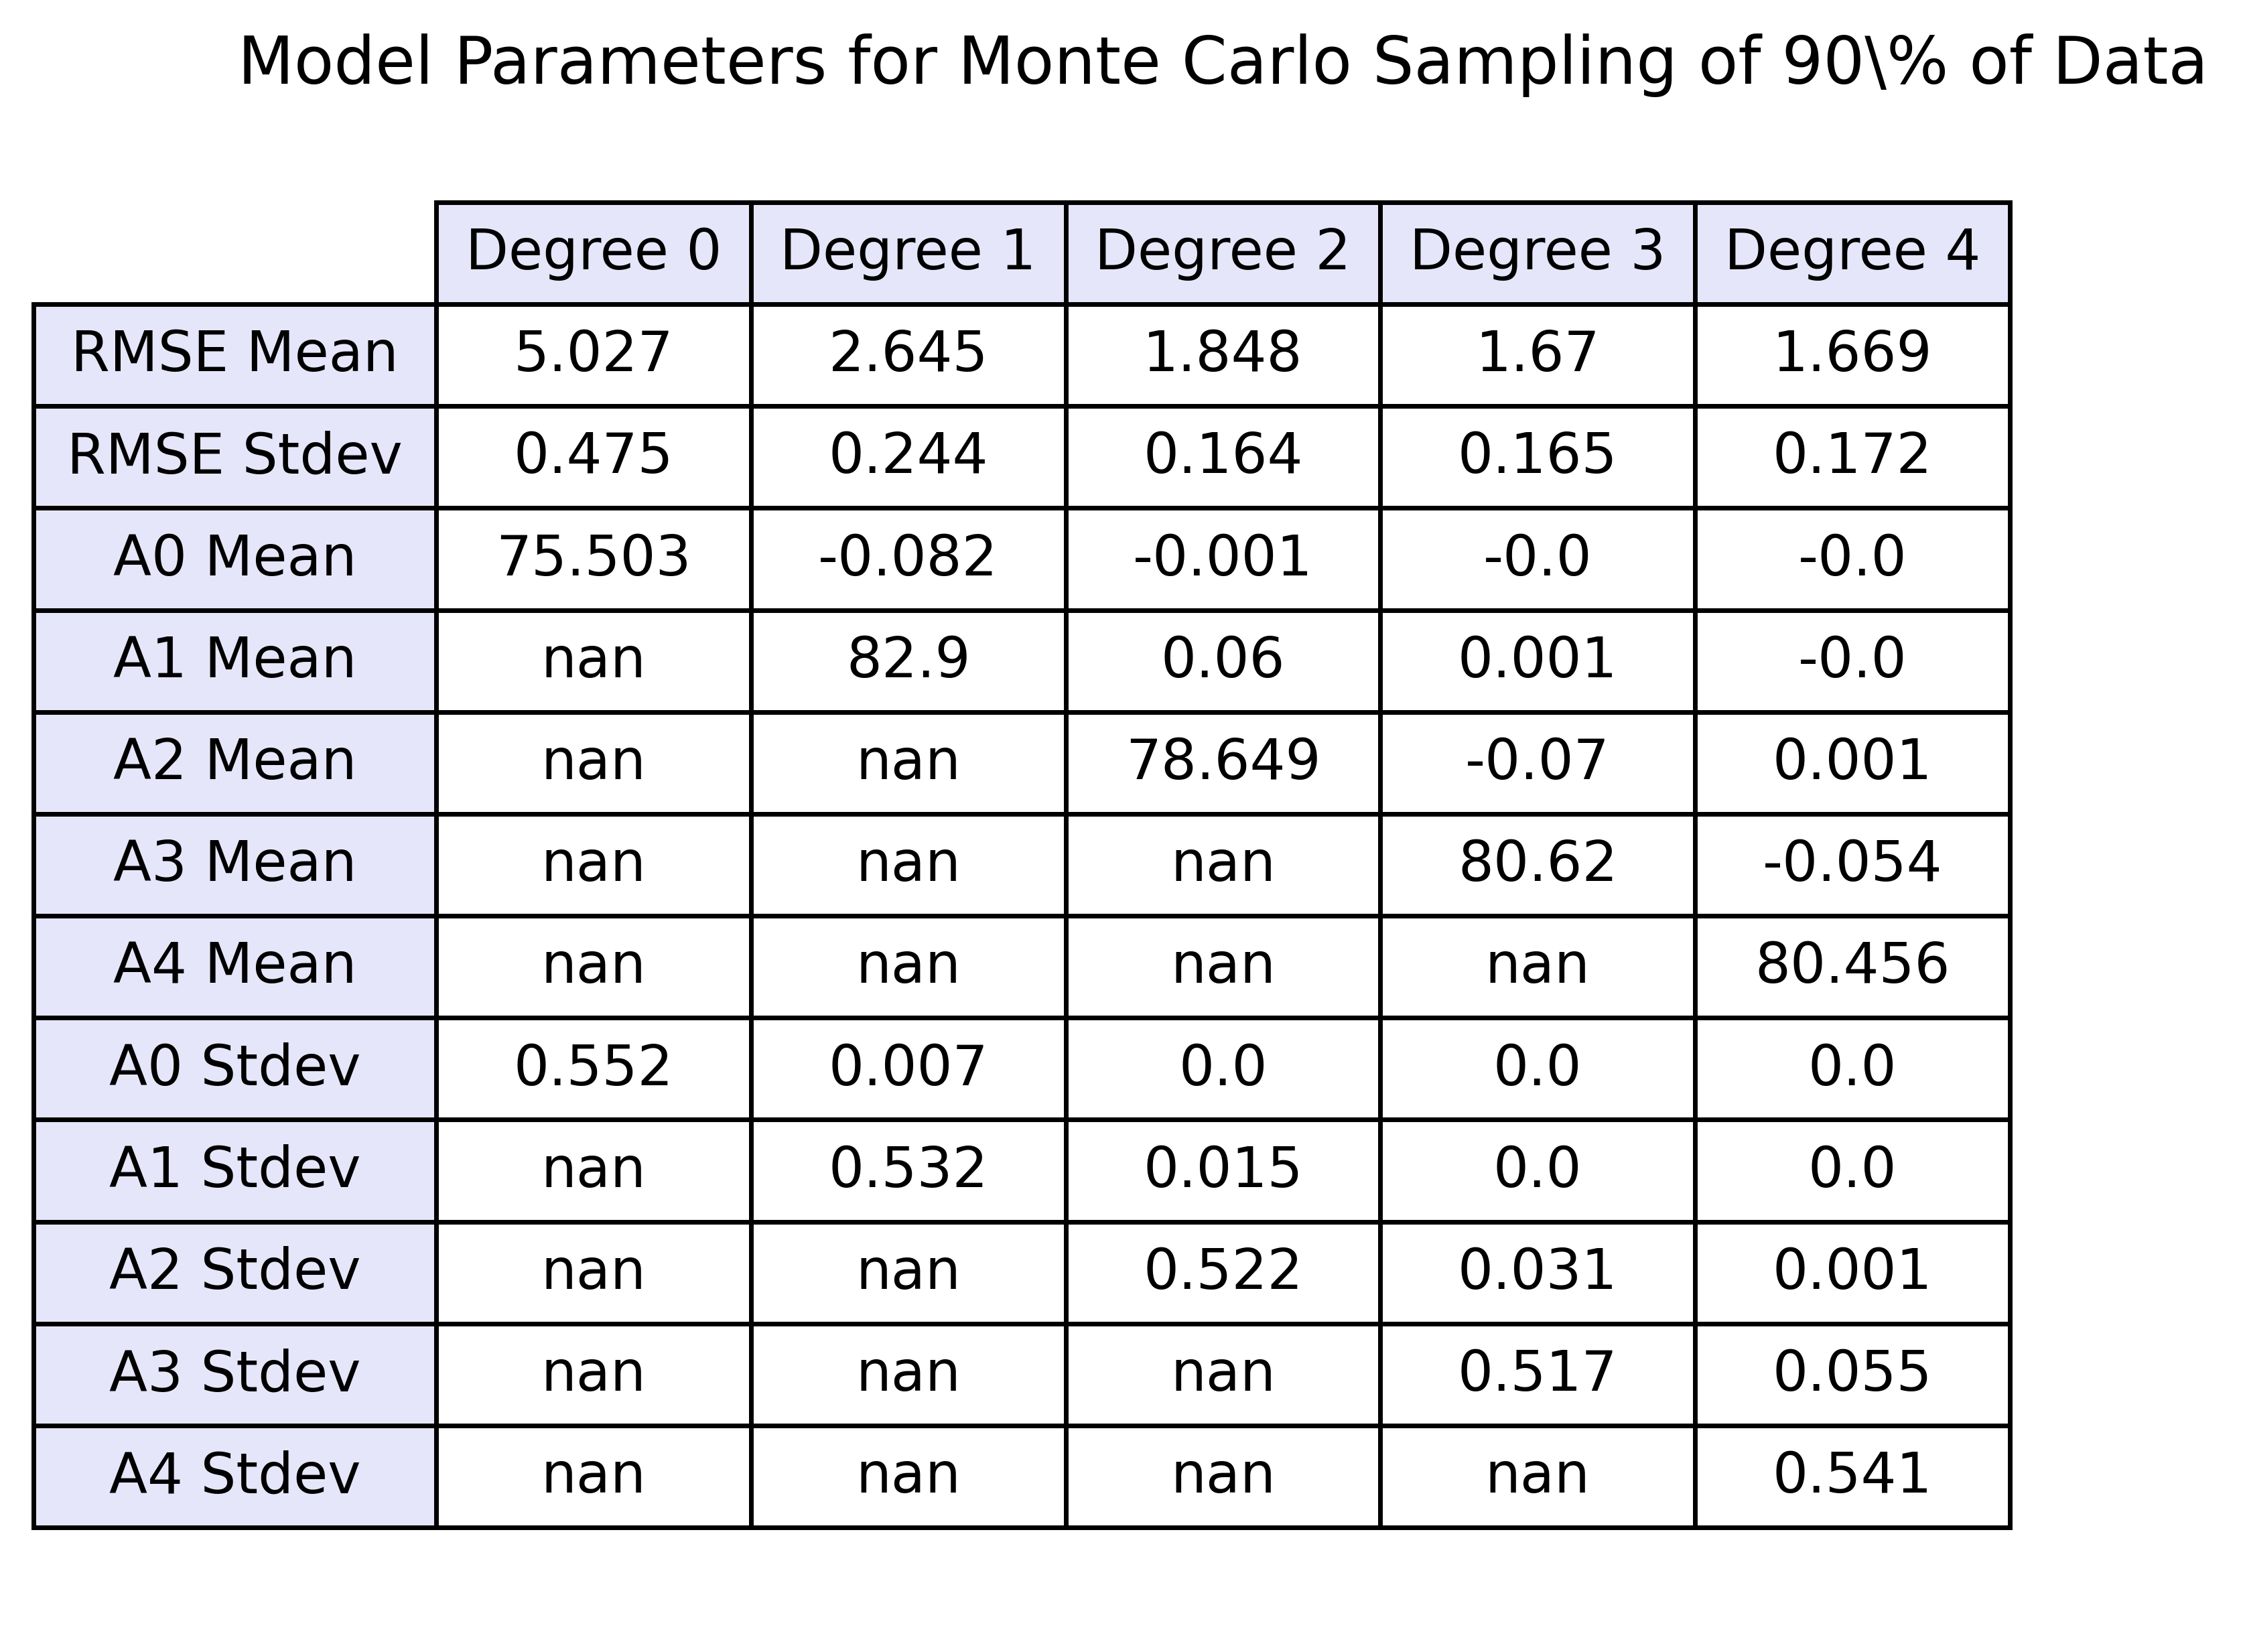 Model Parameters for Monte Carlo Sampling of 90\% of Data
Degree 0 Degree 1 Degree 2 Degree 3 Degree 4
RMSE Mean 5.027 2.645 1.848 1.67 1.669
RMSE Stdev 0.475 0.244 0.164 0.165 0.172
A0 Mean 75.503 -0.082 -0.001 -0.0 -0.0
A1 Mean nan 82.9 0.06 0.001 -0.0
A2 Mean nan nan 78.649 -0.07 0.001
A3 Mean nan nan nan 80.62 -0.054
A4 Mean nan nan nan nan 80.456
A0 Stdev 0.552 0.007 0.0 0.0 0.0
A1 Stdev nan 0.532 0.015 0.0 0.0
A2 Stdev nan nan 0.522 0.031 0.001
A3 Stdev nan nan nan 0.517 0.055
A4 Stdev nan nan nan nan 0.541